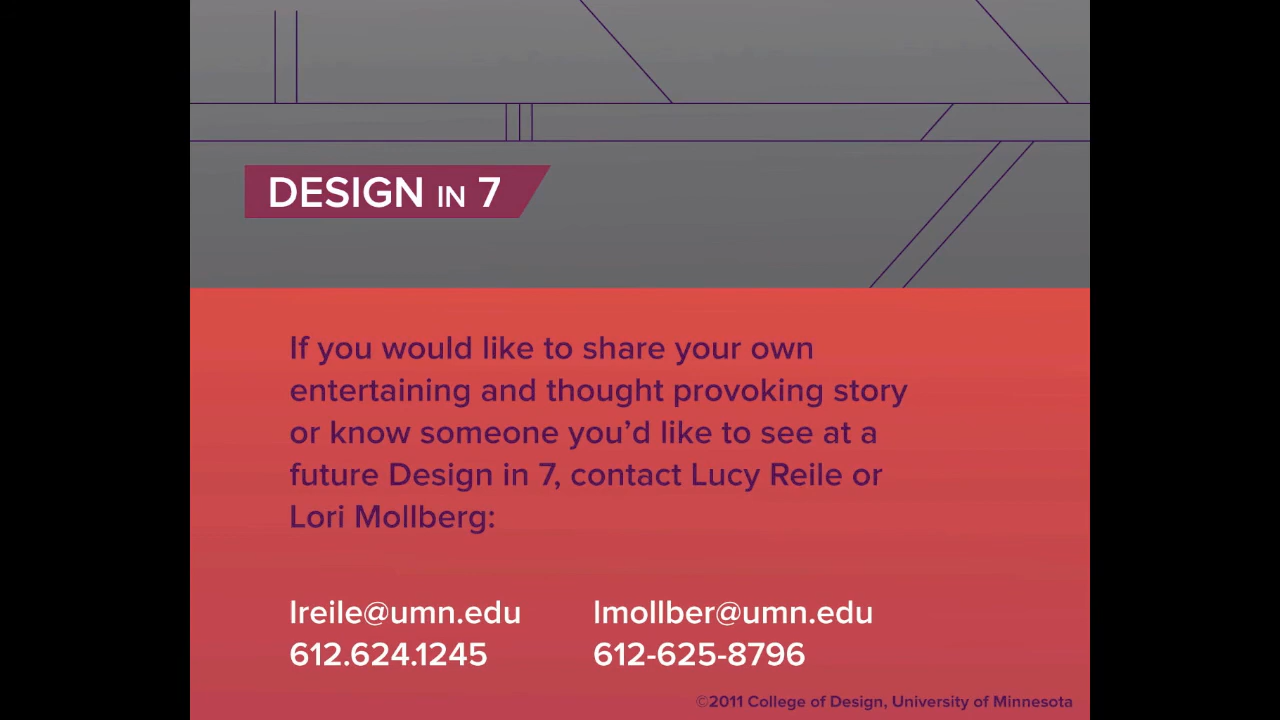 DESIGN IN 7
If you would like to share your own
entertaining and thought provoking story
or know someone you’d like to see at a
future Design in 7, contact Lucy Reile or
Lori Mollberg:
lreile@umn.edu
612.624.1245
lmollber@umn.edu
612-625-8796
©2011 College of Design, University of Minnesota